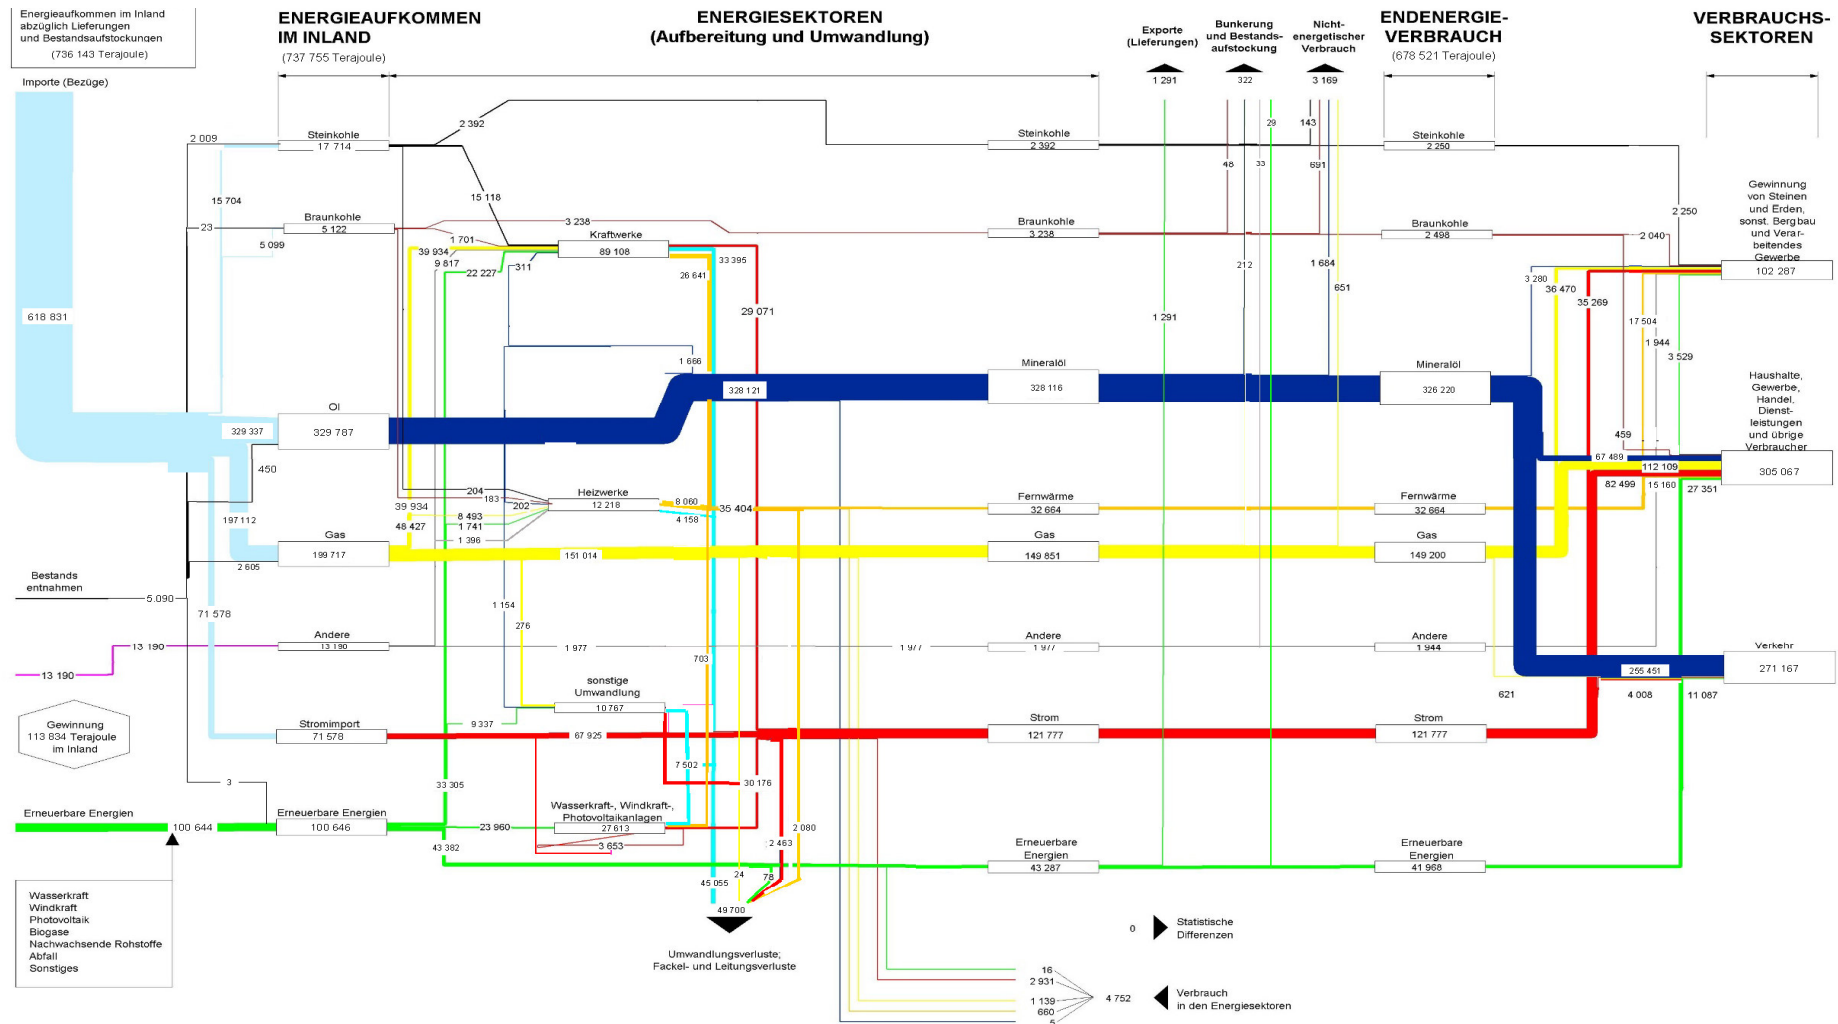 Energieaufkommen im Inland
abzüglich Lieferungen
und Bestandsaufstockungen
(736 143 Terajoule)
ENERGIEAUFKOMMEN
IM INLAND
(737 755 Terajoule)
ENERGIESEKTOREN
(Aufbereitung und Umwandlung)
Exporte
(Lieferungen)
Bunkerung
und Bestands-
aufstockung
Nicht-
energetischer
Verbrauch
ENDENERGIE-
VERBRAUCH
(678 521 Terajoule)
VERBRAUCHS-
SEKTOREN
Importe (Bezüge)
1 291
322
3 169
2 009
Steinkohle
17 714
2 392
Steinkohle
2 392
29
143
Steinkohle
2 250
48
33
691
15 704
15 118
Gewinnung
von Steinen
und Erden,
sonst. Bergbau
und Verar-
beitendes
Gewerbe
102 287
2 250
23
Braunkohle
5 122
5 099
1 701
3 238
Braunkohle
3 238
Braunkohle
2 498
2 040
Kraftwerke
89 108
39 934
9 817
22 227
311
33 395
26 641
212
1 684
651
3 280
36 470
35 269
618 831
29 071
1 291
17 504
1 944
3 529
1 666
Mineralöl
328 116
Mineralöl
326 220
328 121
Haushalte,
Gewerbe,
Handel,
Dienst-
leistungen
und übrige
Verbraucher
305 067
Öl
329 787
329 337
450
459
67 489
112 109
82 499
15 160
27 351
204
183
202
Heizwerke
12 218
8 060
4 158
35 404
Fernwärme
32 664
Fernwärme
32 664
39 934
48 427
8 493
1 741
1 396
197 112
Gas
199 717
2 605
151 014
Gas
149 851
Gas
149 200
Bestands
entnahmen
5.090
71 578
1 154
276
13 190
Andere
13 190
1 977
1 977
Andere
1 977
Andere
1 944
Verkehr
271 167
13 190
703
255 451
621
4 008
11 087
sonstige
Umwandlung
10 767
Gewinnung
113 834 Terajoule
im Inland
Stromimport
71 578
9 337
67 925
Strom
121 777
Strom
121 777
7 502
3
33 305
30 176
Erneuerbare Energien
100 644
Erneuerbare Energien
100 646
23 960
Wasserkraft-, Windkraft-,
Photovoltaikanlagen
27 613
2 080
43 382
3 653
2 463
Erneuerbare
Energien
43 287
Erneuerbare
Energien
41 968
45 055
24
78
49 700
Wasserkraft
Windkraft
Photovoltaik
Biogase
Nachwachsende Rohstoffe
Abfall
Sonstiges
Umwandlungsverluste;
Fackel- und Leitungsverluste
0
Statistische
Differenzen
16
2 931
1 139
660
5
4 752
Verbrauch
in den Energiesektoren